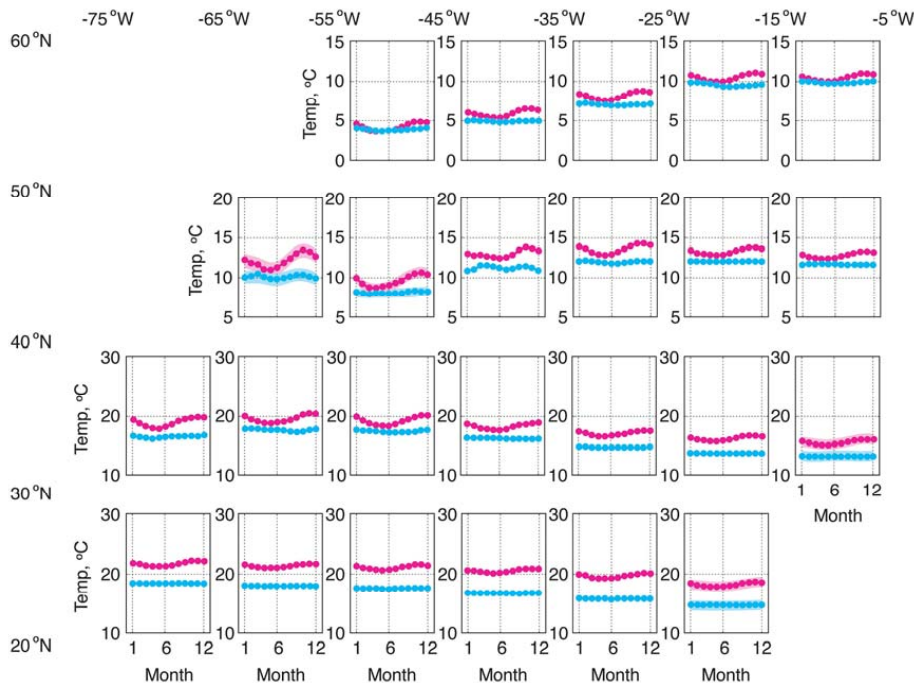 -75°W -65°W -55°W -45°W -35°W -25°W -15°W -5°W
60°N
15 15 15 15 15
10 10 10 10 10
5 5 5 5 5
0 0 0 0 0
Temp, ºC
50°N
20 20 20 20 20 20
15 15 15 15 15 15
10 10 10 10 10 10
5 5 5 5 5 5
Temp, ºC
40°N
30 30 30 30 30 30 30
20 20 20 20 20 20 20
10 10 10 10 10 10 10
Temp, ºC
1 6 12
Month
30°N
30 30 30 30 30 30
20 20 20 20 20 20
10 10 10 10 10 10
Temp, ºC
1 6 12 1 6 12 1 6 12 1 6 12 1 6 12 1 6 12
20°N
Month Month Month Month Month Month